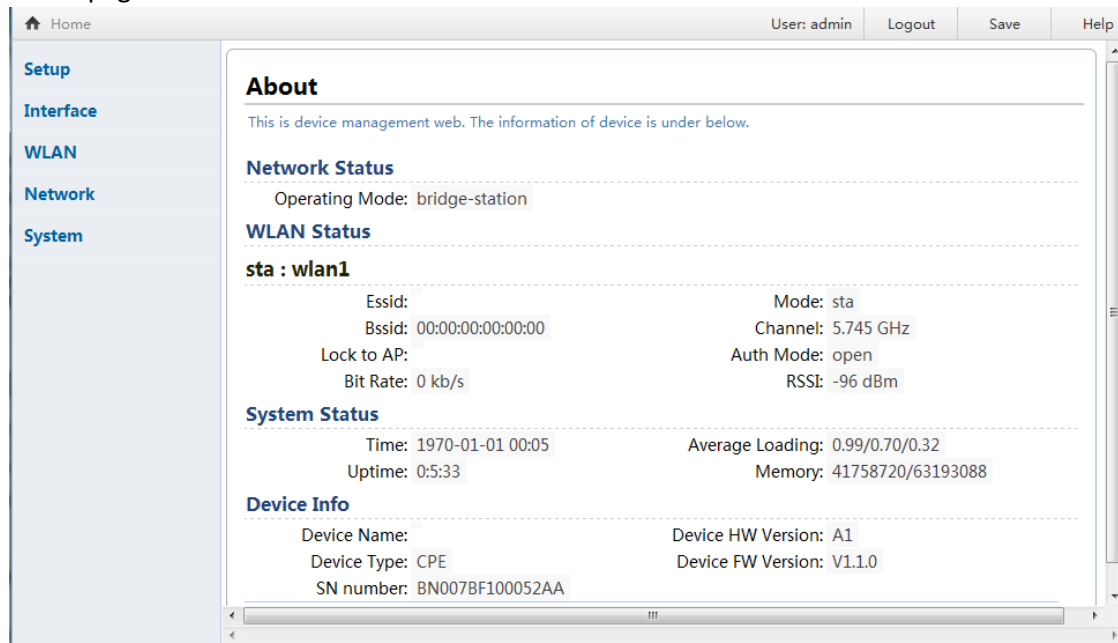 Home User: admin Logout Save Help
Setup
Interface
WLAN
Network
System
About
This is device management web. The information of device is under below.
Network Status
Operating Mode: bridge-station
WLAN Status
sta : wlan1
Essid: Mode: sta
Bssid: 00:00:00:00:00:00 Channel: 5.745 GHz
Lock to AP: Auth Mode: open
Bit Rate: 0 kb/s RSSI: -96 dBm
System Status
Time: 1970-01-01 00:05 Average Loading: 0.99/0.70/0.32
Uptime: 0:5:33 Memory: 41758720/63193088
Device Info
Device Name: Device HW Version: A1
Device Type: CPE Device FW Version: V1.1.0
SN number: BN007BF100052AA